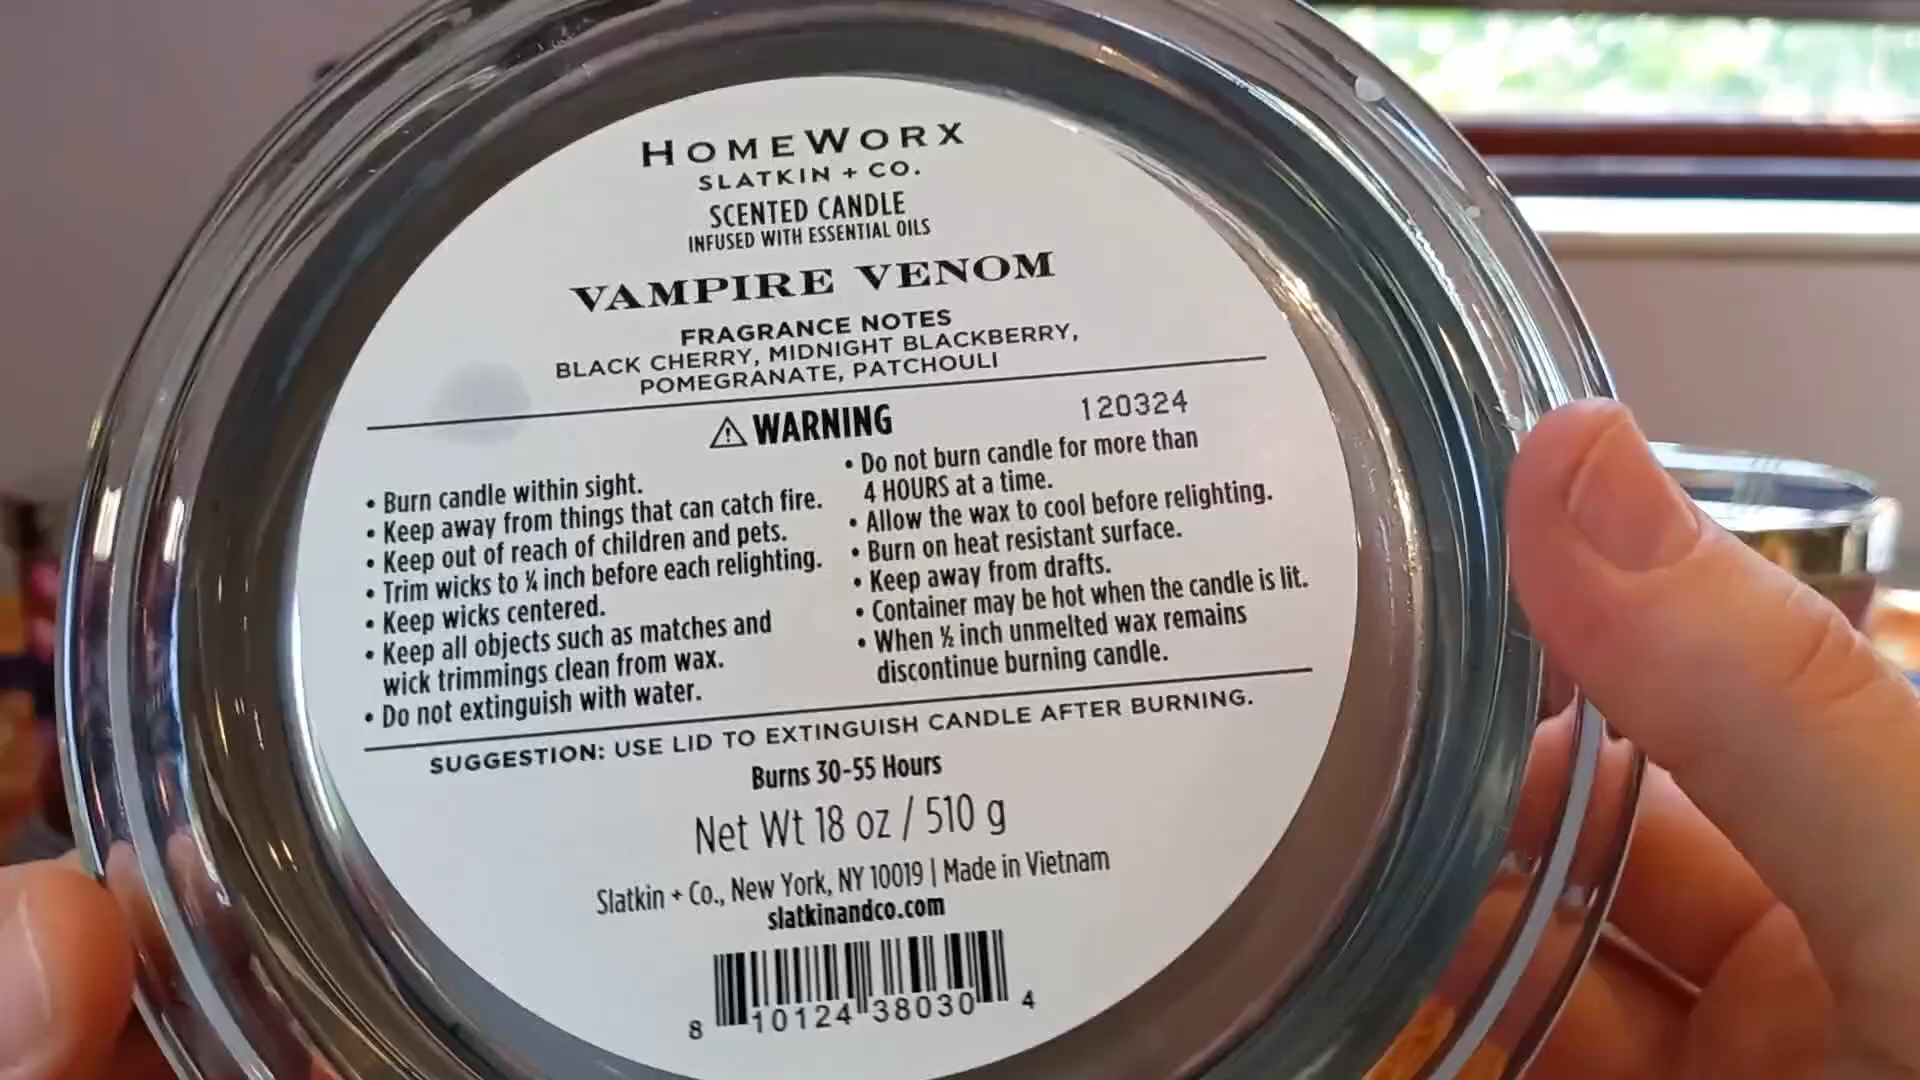 HOMEWORX
SLATKIN + CO.
SCENTED CANDLE
INFUSED WITH ESSENTIAL OILS
VAMPIRE VENOM
FRAGRANCE NOTES
BLACK CHERRY, MIDNIGHT BLACKBERRY,
POMEGRANATE, PATCHOULI
⚠ WARNING
120324
• Burn candle within sight.
• Keep away from things that can catch fire.
• Keep out of reach of children and pets.
• Trim wicks to ¼ inch before each relighting.
• Keep wicks centered.
• Keep all objects such as matches and
wick trimmings clean from wax.
• Do not extinguish with water.
• Do not burn candle for more than
4 HOURS at a time.
• Allow the wax to cool before relighting.
• Burn on heat resistant surface.
• Keep away from drafts.
• Container may be hot when the candle is lit.
• When ½ inch unmelted wax remains
discontinue burning candle.
SUGGESTION: USE LID TO EXTINGUISH CANDLE AFTER BURNING.
Burns 30-55 Hours
Net Wt 18 oz / 510 g
Slatkin + Co., New York, NY 10019 | Made in Vietnam
slatkinandco.com
8 10124 38030 4